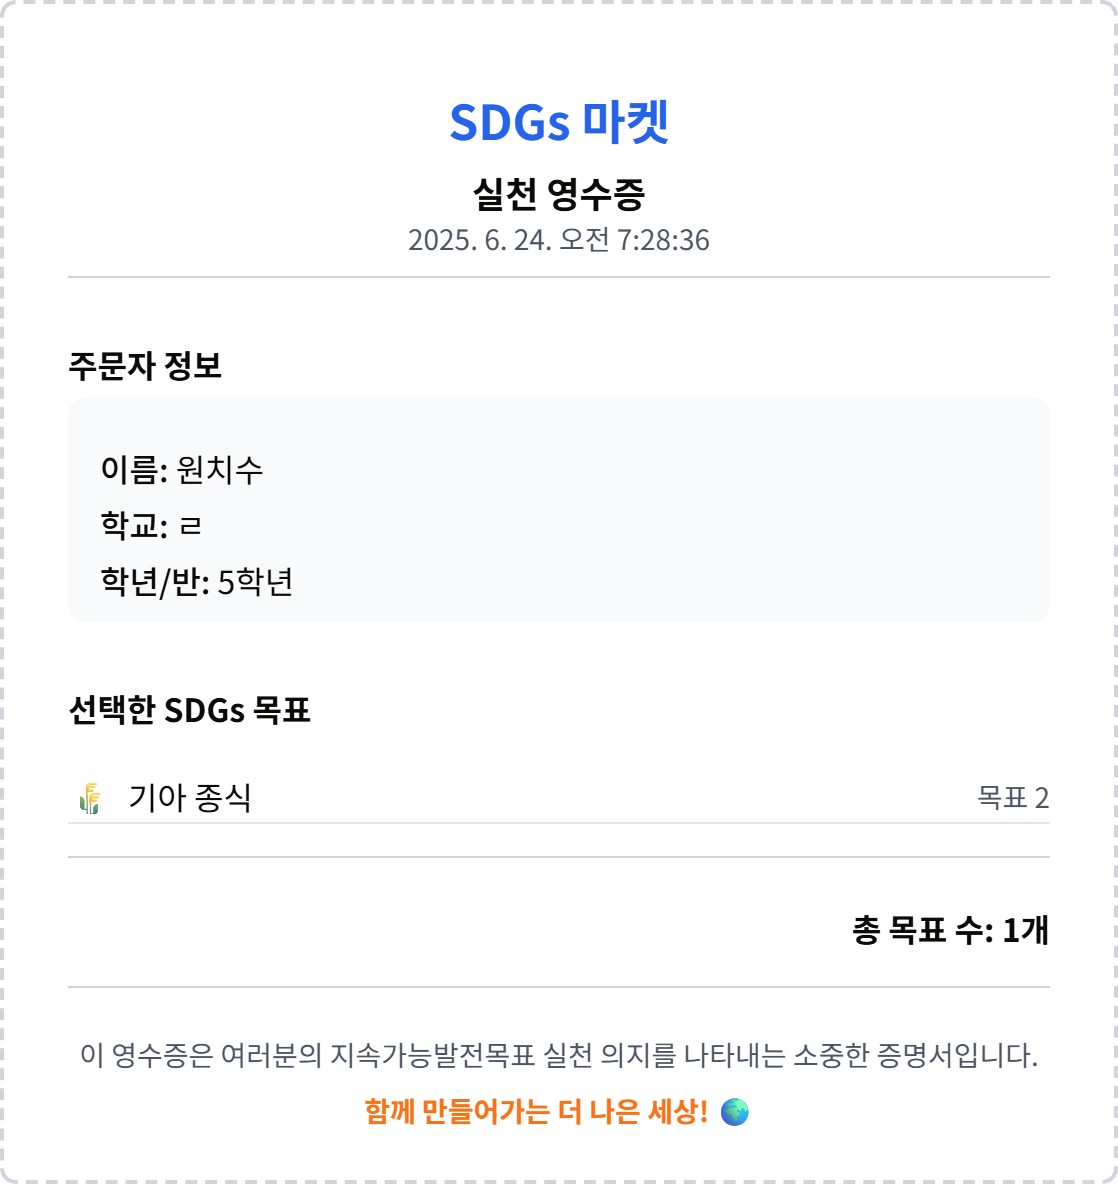 SDGs 마켓
실천 영수증
2025. 6. 24. 오전 7:28:36
주문자 정보
이름: 원치수
학교: ㄹ
학년/반: 5학년
선택한 SDGs 목표
기아 종식 목표 2
총 목표 수: 1개
이 영수증은 여러분의 지속가능발전목표 실천 의지를 나타내는 소중한 증명서입니다.
함께 만들어가는 더 나은 세상!